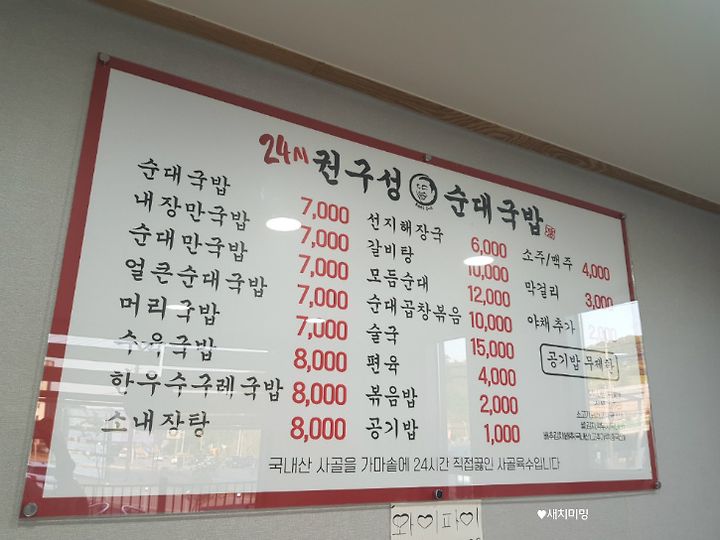 24시 권구성 순대국밥
순대국밥 7,000
내장만국밥 7,000
순대만국밥 7,000
얼큰순대국밥 7,000
머리국밥 7,000
수육국밥 8,000
한우수구레국밥 8,000
소내장탕 8,000
선지해장국 6,000
갈비탕 10,000
모듬순대 12,000
순대곱창볶음 10,000
술국 15,000
편육 4,000
볶음밥 2,000
공기밥 1,000
소주/맥주 4,000
막걸리 3,000
야채추가 2,000
공기밥 무제한
국내산 사골을 가마솥에 24시간 직접끓인 사골육수입니다
와이파이
♥새치미밍